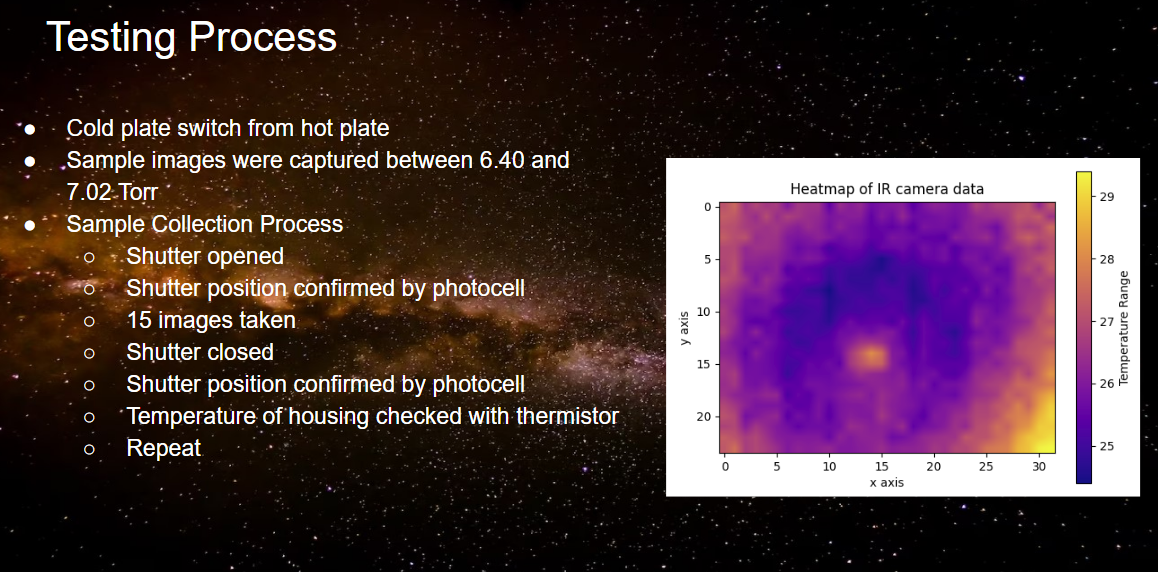 Testing Process
● Cold plate switch from hot plate
● Sample images were captured between 6.40 and
7.02 Torr
● Sample Collection Process
○ Shutter opened
○ Shutter position confirmed by photocell
○ 15 images taken
○ Shutter closed
○ Shutter position confirmed by photocell
○ Temperature of housing checked with thermistor
○ Repeat
Heatmap of IR camera data
0
5
10
15
20
y axis
0 5 10 15 20 25 30
x axis
29
28
27
26
25
Temperature Range